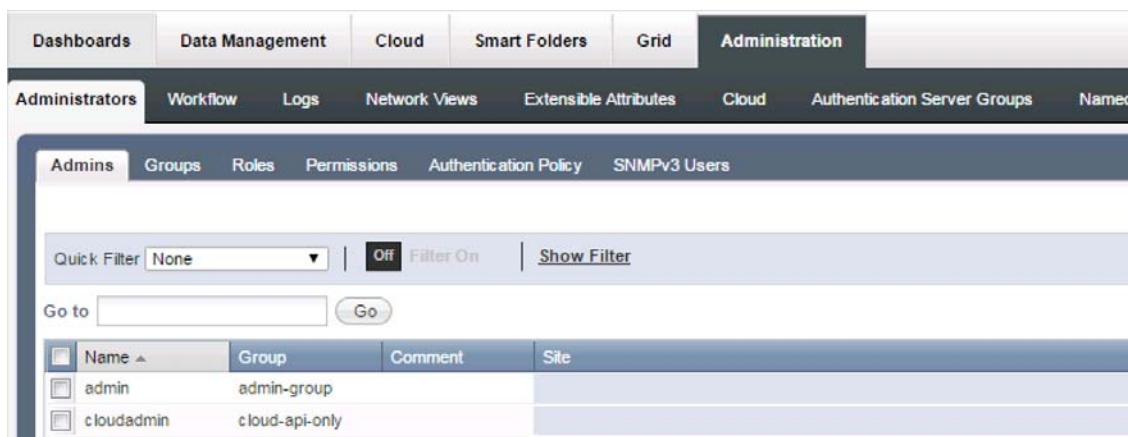 Dashboards Data Management Cloud Smart Folders Grid Administration
Administrators Workflow Logs Network Views Extensible Attributes Cloud Authentication Server Groups Named
Admins Groups Roles Permissions Authentication Policy SNMPv3 Users
Quick Filter None Off Filter On Show Filter
Go to Go
Name Group Comment Site
admin admin-group
cloudadmin cloud-api-only